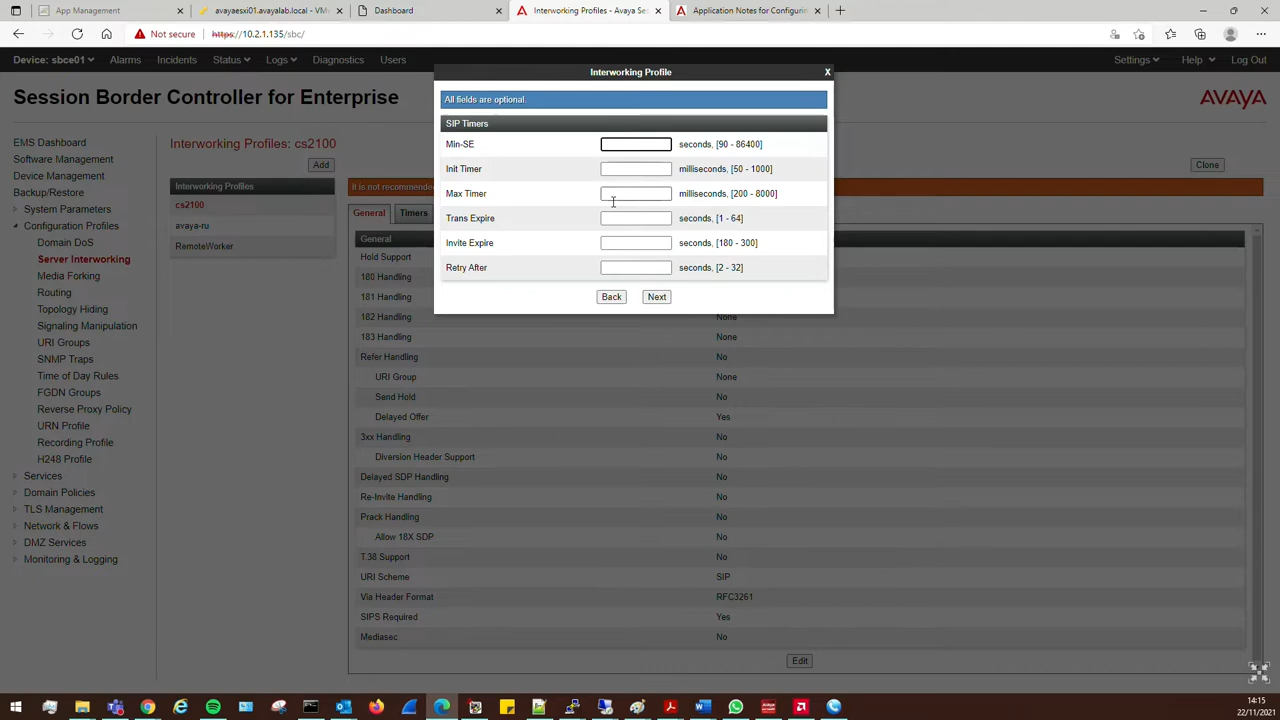 App Management
avayaesxi01.avayalab.local - VM
Dashboard
Interworking Profiles - Avaya Se
Application Notes for Configurin
Not secure
https://10.2.1.135/sbc/
Device: sbce01
Alarms
Incidents
Status
Logs
Diagnostics
Users
Settings
Help
Log Out
Session Border Controller for Enterprise
AVAYA
EMS Dashboard
Software Management
Device Management
Backup/Restore
System Parameters
Configuration Profiles
Domain DoS
Server Interworking
Media Forking
Routing
Topology Hiding
Signaling Manipulation
URI Groups
SNMP Traps
Time of Day Rules
FGDN Groups
Reverse Proxy Policy
URN Profile
Recording Profile
H248 Profile
Services
Domain Policies
TLS Management
Network & Flows
DMZ Services
Monitoring & Logging
Interworking Profiles: cs2100
Add
Clone
Interworking Profiles
cs2100
avaya-ru
RemoteWorker
It is not recommende
General
Timers
General
Hold Support
180 Handling
181 Handling
182 Handling None
183 Handling None
Refer Handling No
URI Group None
Send Hold No
Delayed Offer Yes
3xx Handling No
Diversion Header Support No
Delayed SDP Handling No
Re-Invite Handling No
Prack Handling No
Allow 18X SDP No
T.38 Support No
URI Scheme SIP
Via Header Format RFC3261
SIPS Required Yes
Mediasec No
Edit
Interworking Profile
X
All fields are optional.
SIP Timers
Min-SE seconds, [90 - 86400]
Init Timer milliseconds, [50 - 1000]
Max Timer milliseconds, [200 - 8000]
Trans Expire seconds, [1 - 64]
Invite Expire seconds, [180 - 300]
Retry After seconds, [2 - 32]
Back
Next
14:15
22/11/2021